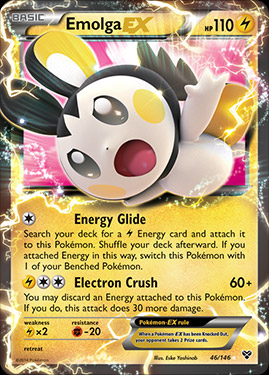 BASIC
Emolga EX
HP110
Energy Glide
Search your deck for a Energy card and attach it
to this Pokémon. Shuffle your deck afterward. If you
attached Energy in this way, switch this Pokémon with
1 of your Benched Pokémon.
Electron Crush 60+
You may discard an Energy attached to this Pokémon.
If you do, this attack does 30 more damage.
weakness resistance
×2 -20
retreat
Pokémon-EX rule
When a Pokémon-EX has been Knocked Out,
your opponent takes 2 Prize cards.
©2014 Pokémon
Illus. Eske Yoshinob
46/146
XY